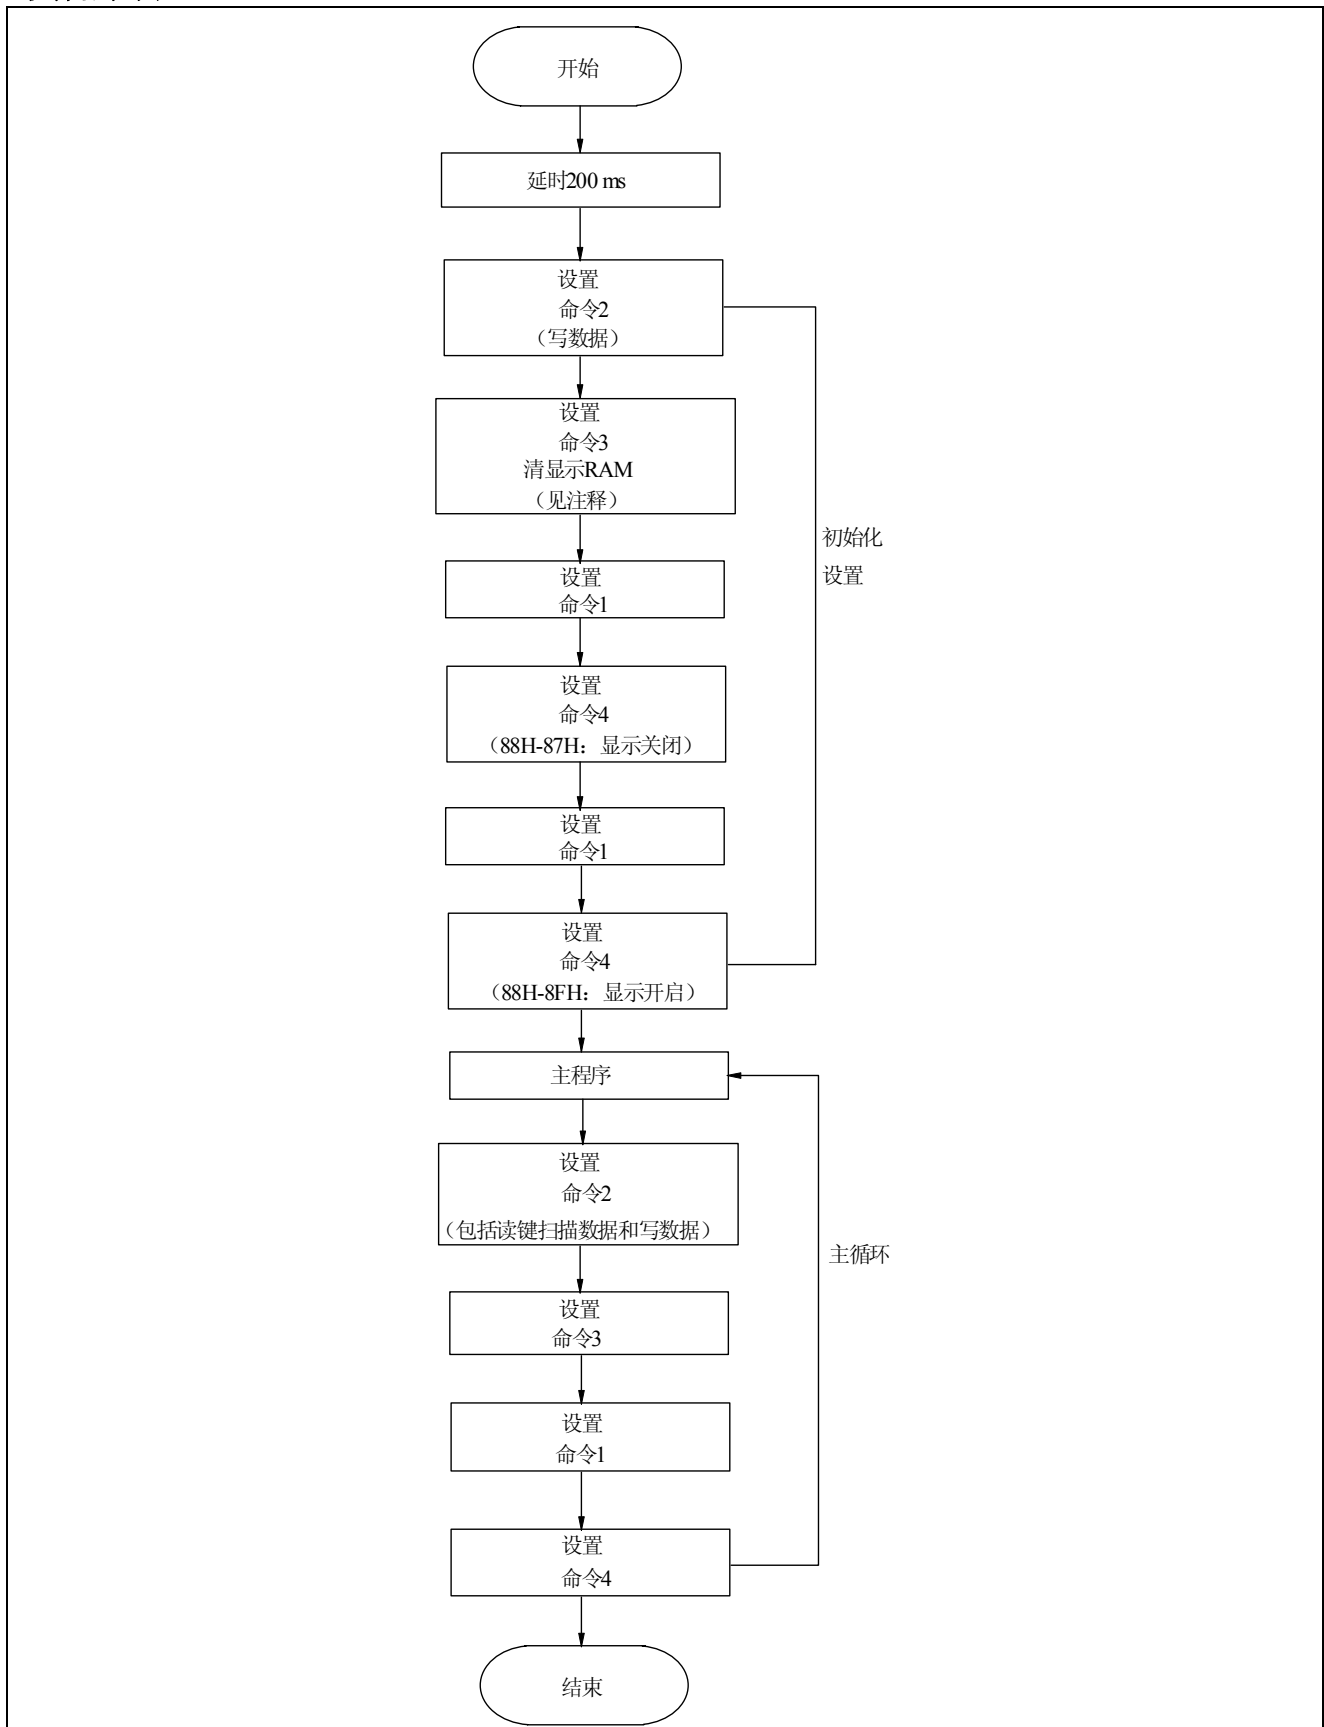 开始
延时200 ms
设置
命令2
（写数据）
设置
命令3
清显示RAM
（见注释）
初始化
设置
设置
命令1
设置
命令4
（88H-87H：显示关闭）
设置
命令1
设置
命令4
（88H-8FH：显示开启）
主程序
设置
命令2
（包括读键扫描数据和写数据）
主循环
设置
命令3
设置
命令1
设置
命令4
结束